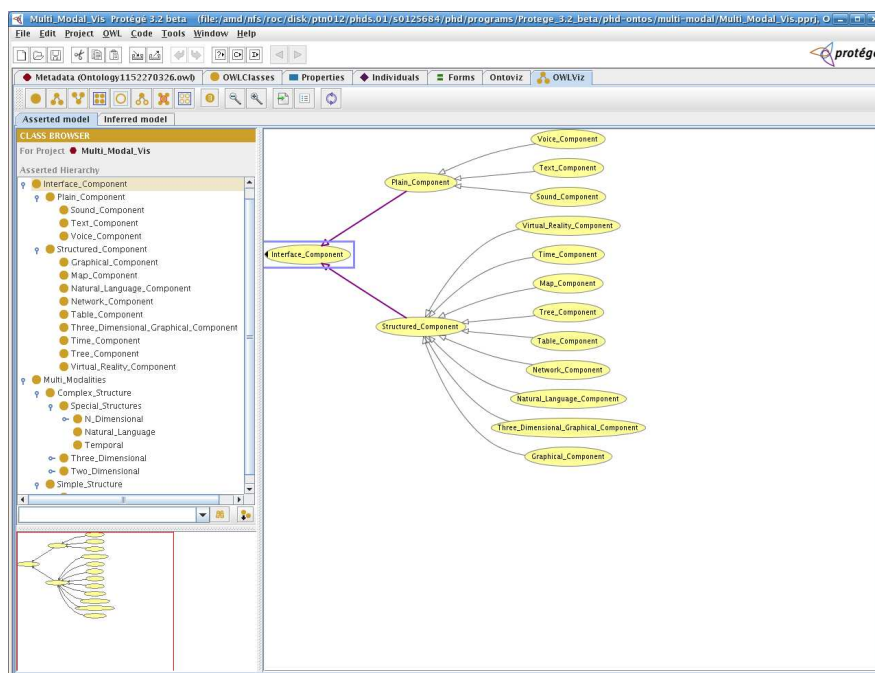 Multi_Modal_Vis Protégé 3.2 beta (file:/amd/nfs/roc/disk/ptn012/phds.01/s0125684/phd/programs/Protege_3.2_beta/phd-ontos/multi-modal/Multi_Modal_Vis.pprj, O
File Edit Project OWL Code Tools Window Help
protégé
Metadata (Ontology1152270326.owl) OWLClasses Properties Individuals Forms Ontoviz OWLViz
Asserted model Inferred model
CLASS BROWSER
For Project Multi_Modal_Vis
Asserted Hierarchy
Interface_Component
Plain_Component
Sound_Component
Text_Component
Voice_Component
Structured_Component
Graphical_Component
Map_Component
Natural_Language_Component
Network_Component
Table_Component
Three_Dimensional_Graphical_Component
Time_Component
Tree_Component
Virtual_Reality_Component
Multi_Modalities
Complex_Structure
Special_Structures
N_Dimensional
Natural_Language
Temporal
Three_Dimensional
Two_Dimensional
Simple_Structure
Voice_Component
Text_Component
Plain_Component
Sound_Component
Virtual_Reality_Component
Interface_Component
Time_Component
Map_Component
Tree_Component
Structured_Component
Table_Component
Network_Component
Natural_Language_Component
Three_Dimensional_Graphical_Component
Graphical_Component